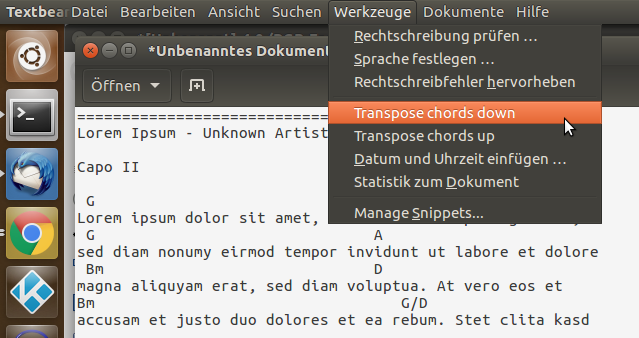 Textbear Datei Bearbeiten Ansicht Suchen Werkzeuge Dokumente Hilfe
*Unbenanntes Dokument
Öffnen
Rechtschreibung prüfen …
Sprache festlegen …
Rechtschreibfehler hervorheben
Transpose chords down
Transpose chords up
Datum und Uhrzeit einfügen …
Statistik zum Dokument
Manage Snippets...
============================
Lorem Ipsum - Unknown Artist
Capo II
G
Lorem ipsum dolor sit amet,
G A
sed diam nonumy eirmod tempor invidunt ut labore et dolore
Bm D
magna aliquyam erat, sed diam voluptua. At vero eos et
Bm G/D
accusam et justo duo dolores et ea rebum. Stet clita kasd